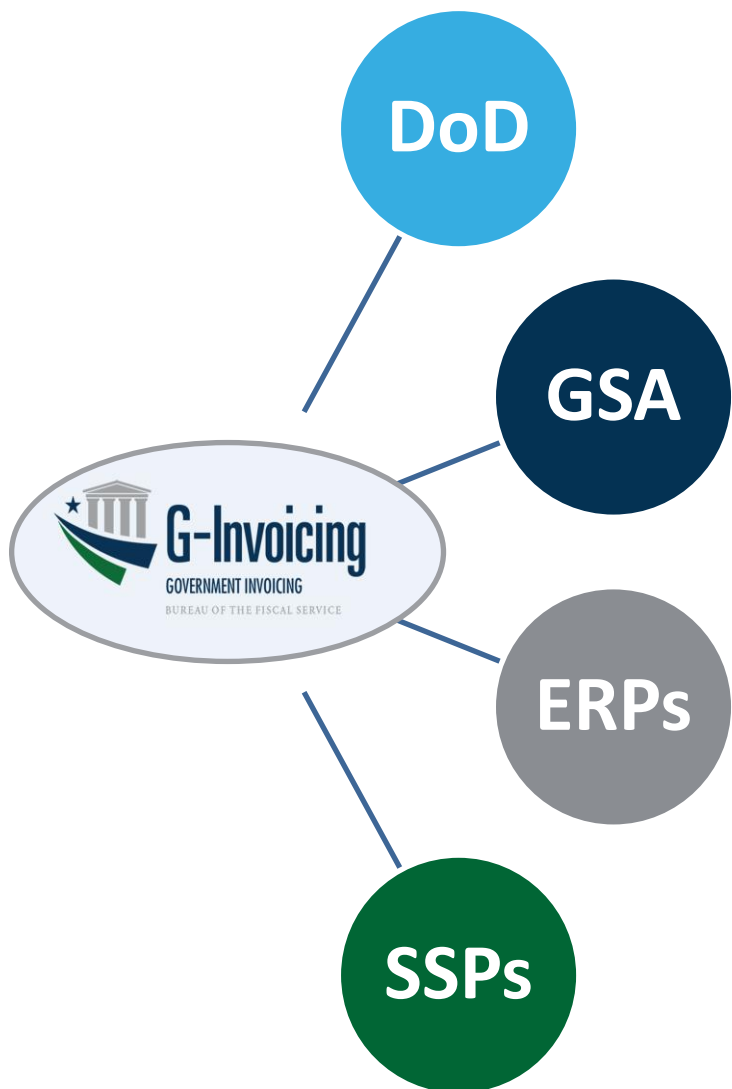 DoD
GSA
G-Invoicing
GOVERNMENT INVOICING
BUREAU OF THE FISCAL SERVICE
ERPs
SSPs